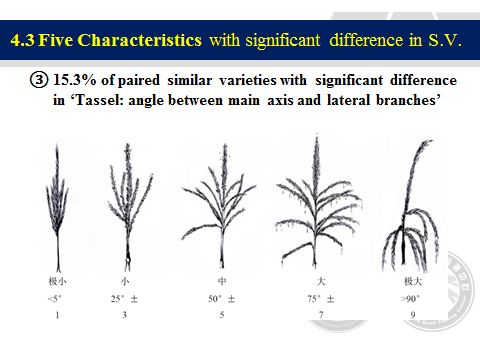 4.3 Five Characteristics with significant difference in S.V.
③ 15.3% of paired similar varieties with significant difference
in ‘Tassel: angle between main axis and lateral branches’
极小 小 中 大 极大
<5° 25° ± 50° ± 75° ± >90°
1 3 5 7 9